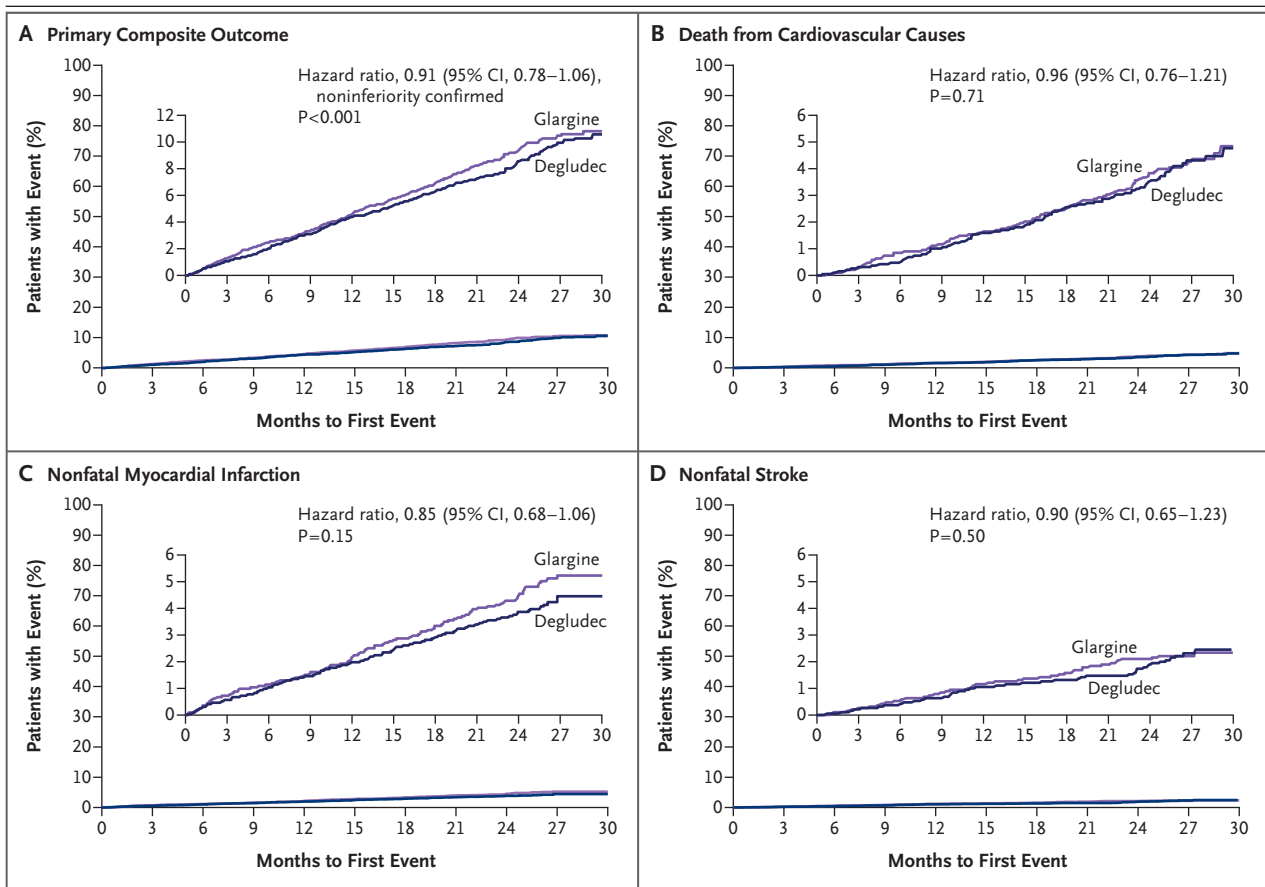 A Primary Composite Outcome
Hazard ratio, 0.91 (95% CI, 0.78–1.06),
noninferiority confirmed
P<0.001
Patients with Event (%)
100
90
80
70
60
50
40
30
20
10
0
12
10
8
6
4
2
0
Glargine
Degludec
0 3 6 9 12 15 18 21 24 27 30
0 3 6 9 12 15 18 21 24 27 30
Months to First Event
B Death from Cardiovascular Causes
Hazard ratio, 0.96 (95% CI, 0.76–1.21)
P=0.71
Patients with Event (%)
100
90
80
70
60
50
40
30
20
10
0
6
5
4
3
2
1
0
Glargine
Degludec
0 3 6 9 12 15 18 21 24 27 30
0 3 6 9 12 15 18 21 24 27 30
Months to First Event
C Nonfatal Myocardial Infarction
Hazard ratio, 0.85 (95% CI, 0.68–1.06)
P=0.15
Patients with Event (%)
100
90
80
70
60
50
40
30
20
10
0
6
5
4
3
2
1
0
Glargine
Degludec
0 3 6 9 12 15 18 21 24 27 30
0 3 6 9 12 15 18 21 24 27 30
Months to First Event
D Nonfatal Stroke
Hazard ratio, 0.90 (95% CI, 0.65–1.23)
P=0.50
Patients with Event (%)
100
90
80
70
60
50
40
30
20
10
0
6
5
4
3
2
1
0
Glargine
Degludec
0 3 6 9 12 15 18 21 24 27 30
0 3 6 9 12 15 18 21 24 27 30
Months to First Event